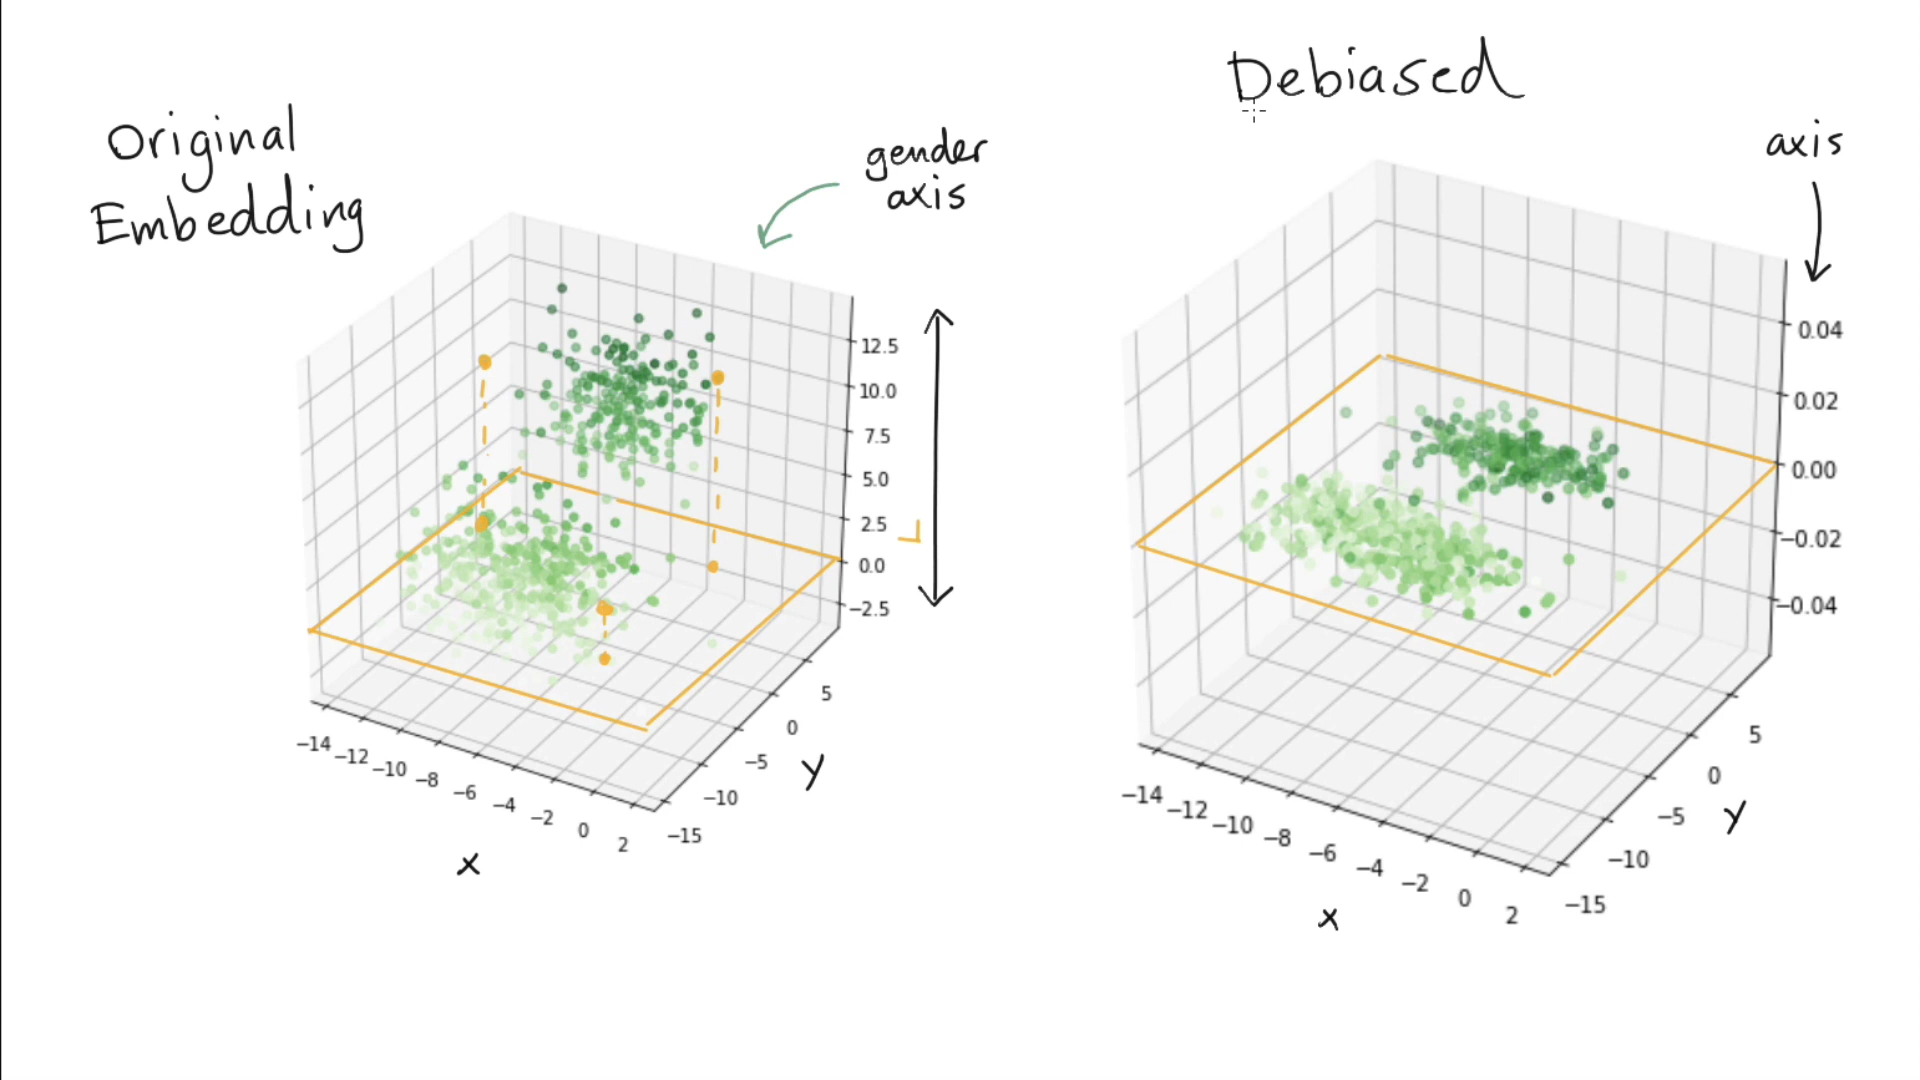 Original
Embedding
gender
axis
12.5
10.0
7.5
5.0
2.5
0.0
−2.5
−14 −12 −10 −8 −6 −4 −2 0 2
x
−15 −10 −5 0 5
y
Debiased
axis
0.04
0.02
0.00
−0.02
−0.04
−14 −12 −10 −8 −6 −4 −2 0 2
x
−15 −10 −5 0 5
y